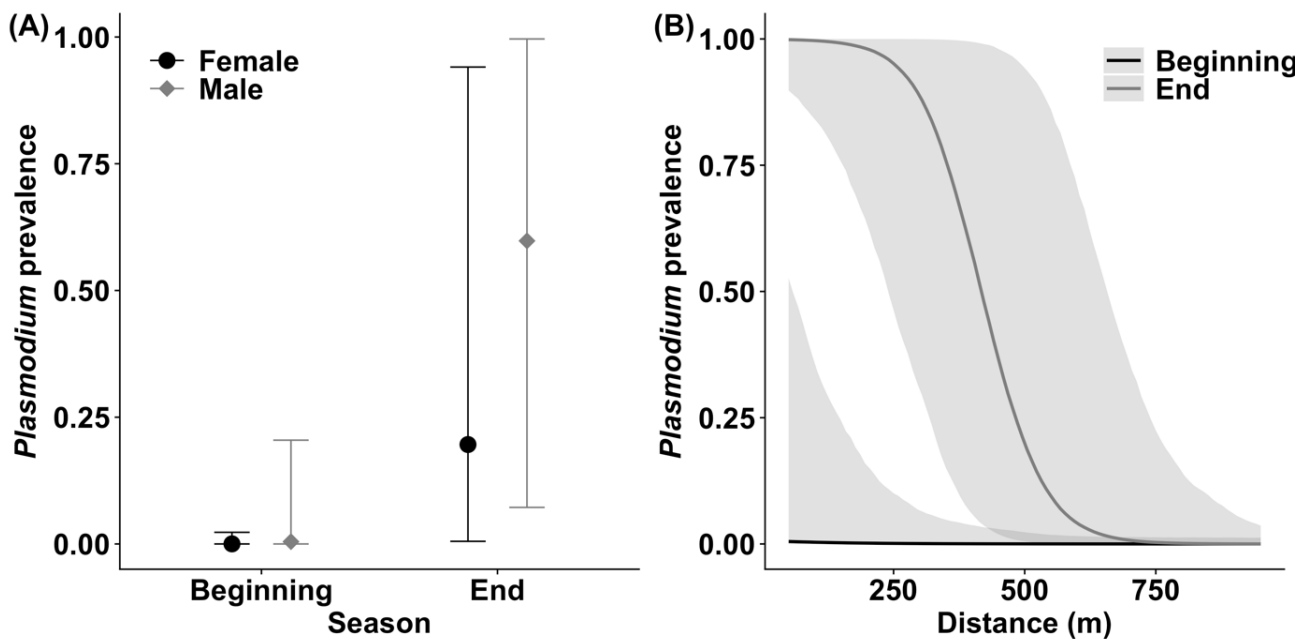 (A)
Plasmodium prevalence
1.00
0.75
0.50
0.25
0.00
Female
Male
Beginning
End
Season
(B)
Plasmodium prevalence
1.00
0.75
0.50
0.25
0.00
Beginning
End
250
500
750
Distance (m)